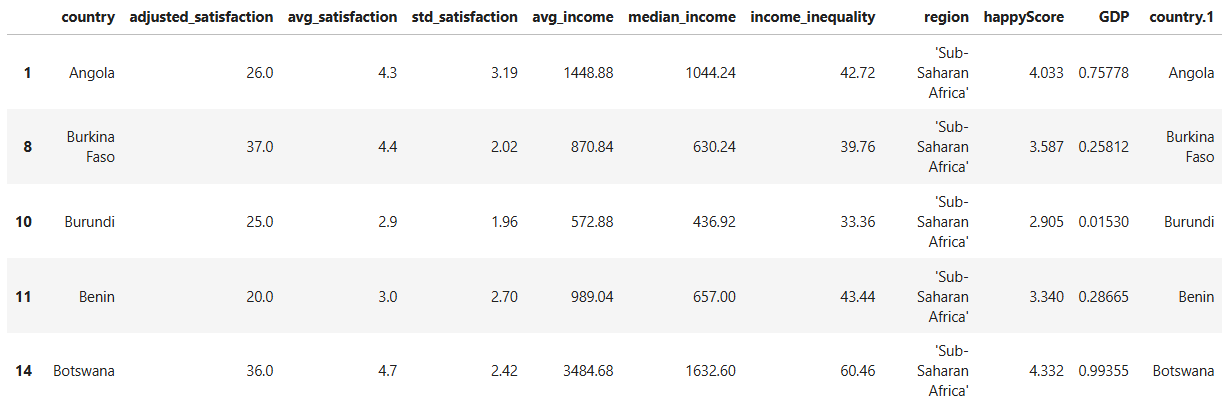 country adjusted_satisfaction avg_satisfaction std_satisfaction avg_income median_income income_inequality region happyScore GDP country.1
1 Angola 26.0 4.3 3.19 1448.88 1044.24 42.72 'Sub-Saharan Africa' 4.033 0.75778 Angola
8 Burkina Faso 37.0 4.4 2.02 870.84 630.24 39.76 'Sub-Saharan Africa' 3.587 0.25812 Burkina Faso
10 Burundi 25.0 2.9 1.96 572.88 436.92 33.36 'Sub-Saharan Africa' 2.905 0.01530 Burundi
11 Benin 20.0 3.0 2.70 989.04 657.00 43.44 'Sub-Saharan Africa' 3.340 0.28665 Benin
14 Botswana 36.0 4.7 2.42 3484.68 1632.60 60.46 'Sub-Saharan Africa' 4.332 0.99355 Botswana